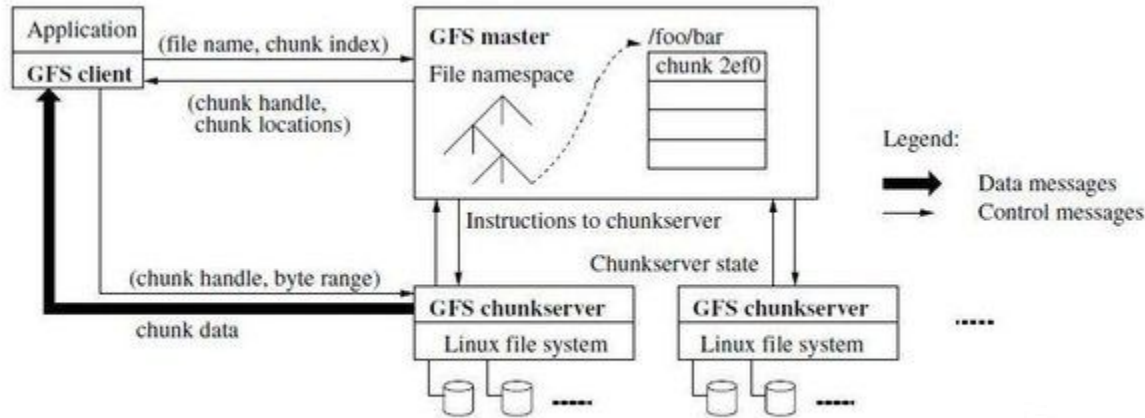 Application
GFS client
(file name, chunk index)
(chunk handle,
chunk locations)
GFS master
File namespace
/foo/bar
chunk 2ef0
Legend:
Data messages
Control messages
Instructions to chunkserver
Chunkserver state
(chunk handle, byte range)
chunk data
GFS chunkserver
Linux file system
GFS chunkserver
Linux file system